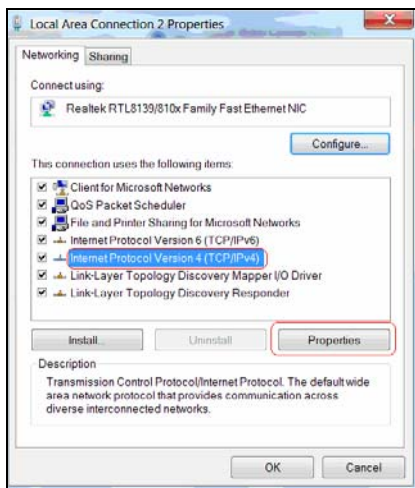 Local Area Connection 2 Properties
Networking Sharing
Connect using:
Realtek RTL8139/810x Family Fast Ethernet NIC
Configure...
This connection uses the following items:
Client for Microsoft Networks
QoS Packet Scheduler
File and Printer Sharing for Microsoft Networks
Internet Protocol Version 6 (TCP/IPv6)
Internet Protocol Version 4 (TCP/IPv4)
Link-Layer Topology Discovery Mapper I/O Driver
Link-Layer Topology Discovery Responder
Install... Uninstall Properties
Description
Transmission Control Protocol/Internet Protocol. The default wide
area network protocol that provides communication across
diverse interconnected networks.
OK Cancel